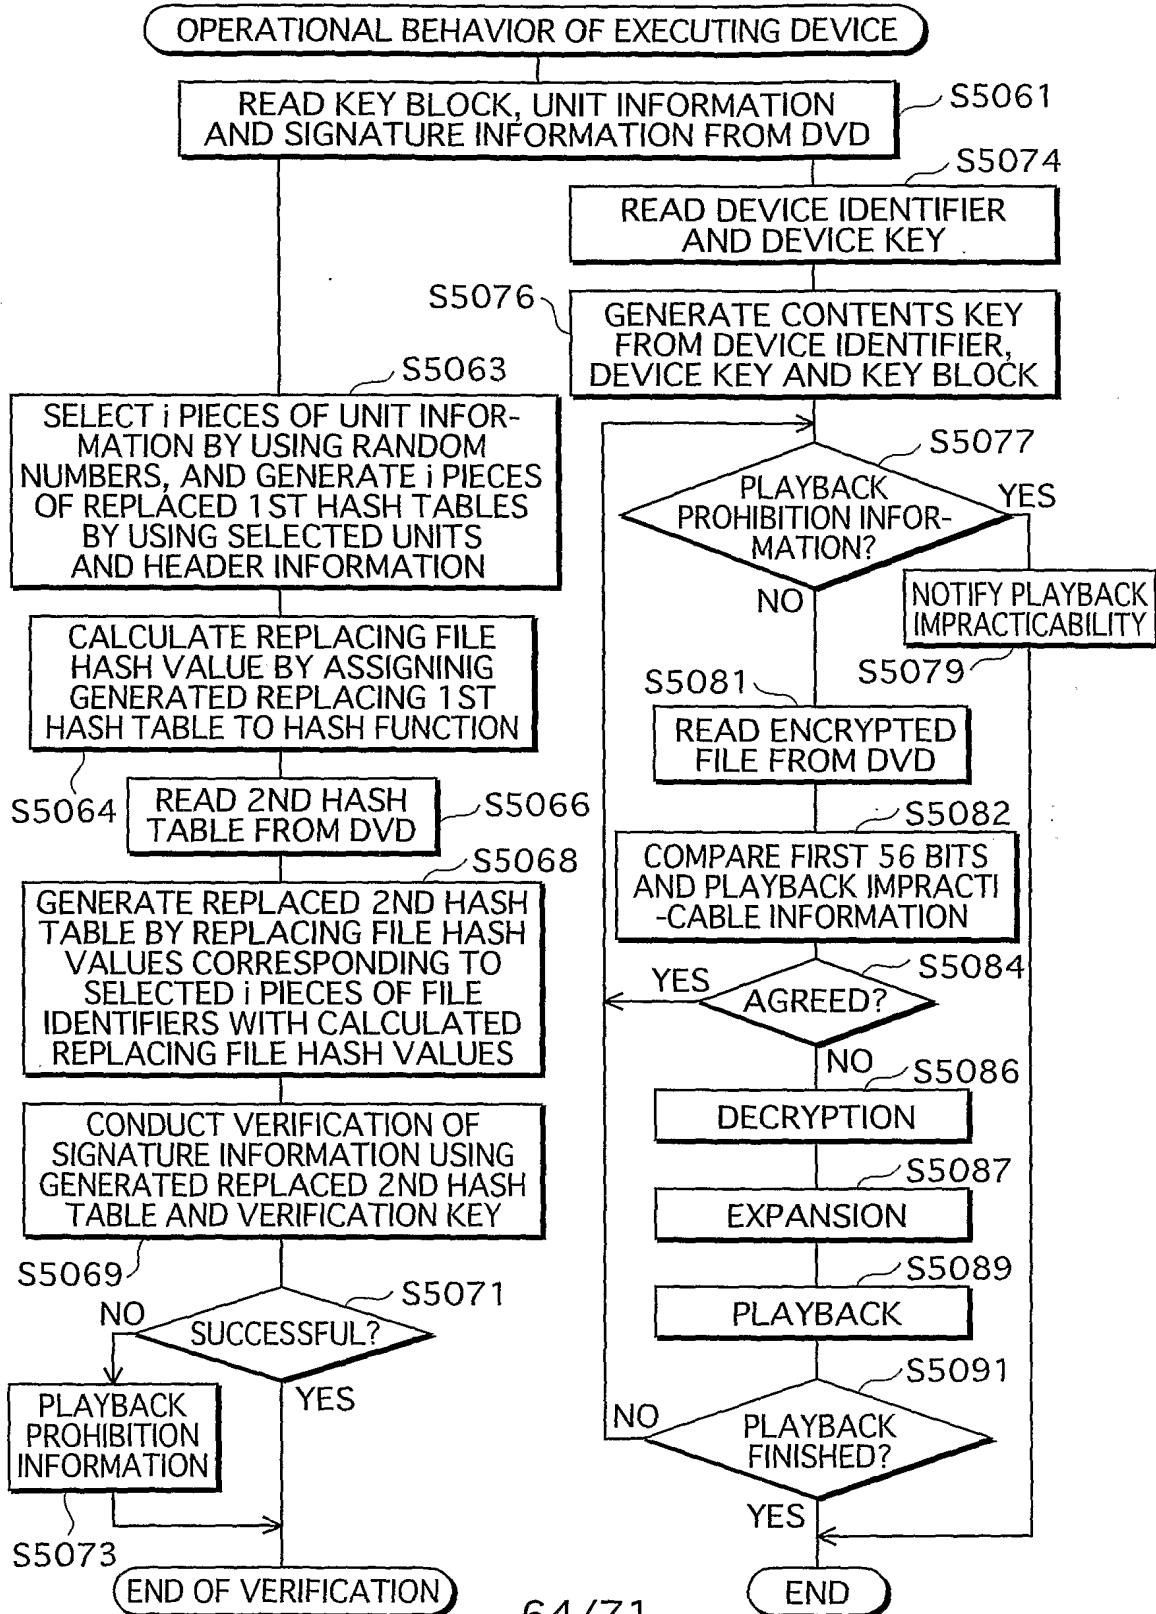 OPERATIONAL BEHAVIOR OF EXECUTING DEVICE
READ KEY BLOCK, UNIT INFORMATION
AND SIGNATURE INFORMATION FROM DVD
S5061
S5074
READ DEVICE IDENTIFIER
AND DEVICE KEY
S5076
GENERATE CONTENTS KEY
FROM DEVICE IDENTIFIER,
DEVICE KEY AND KEY BLOCK
S5063
SELECT i PIECES OF UNIT INFOR-
MATION BY USING RANDOM
NUMBERS, AND GENERATE i PIECES
OF REPLACED 1ST HASH TABLES
BY USING SELECTED UNITS
AND HEADER INFORMATION
CALCULATE REPLACING FILE
HASH VALUE BY ASSIGNINIG
GENERATED REPLACING 1ST
HASH TABLE TO HASH FUNCTION
S5064
READ 2ND HASH
TABLE FROM DVD
S5066
S5068
GENERATE REPLACED 2ND HASH
TABLE BY REPLACING FILE HASH
VALUES CORRESPONDING TO
SELECTED i PIECES OF FILE
IDENTIFIERS WITH CALCULATED
REPLACING FILE HASH VALUES
CONDUCT VERIFICATION OF
SIGNATURE INFORMATION USING
GENERATED REPLACED 2ND HASH
TABLE AND VERIFICATION KEY
S5069
S5071
NO
SUCCESSFUL?
YES
PLAYBACK
PROHIBITION
INFORMATION
S5073
END OF VERIFICATION
S5077
PLAYBACK
PROHIBITION INFOR-
MATION?
YES
NO
NOTIFY PLAYBACK
IMPRACTICABILITY
S5079
S5081
READ ENCRYPTED
FILE FROM DVD
S5082
COMPARE FIRST 56 BITS
AND PLAYBACK IMPRACTI
-CABLE INFORMATION
S5084
YES
AGREED?
NO
S5086
DECRYPTION
S5087
EXPANSION
S5089
PLAYBACK
S5091
NO
PLAYBACK
FINISHED?
YES
END
64/71